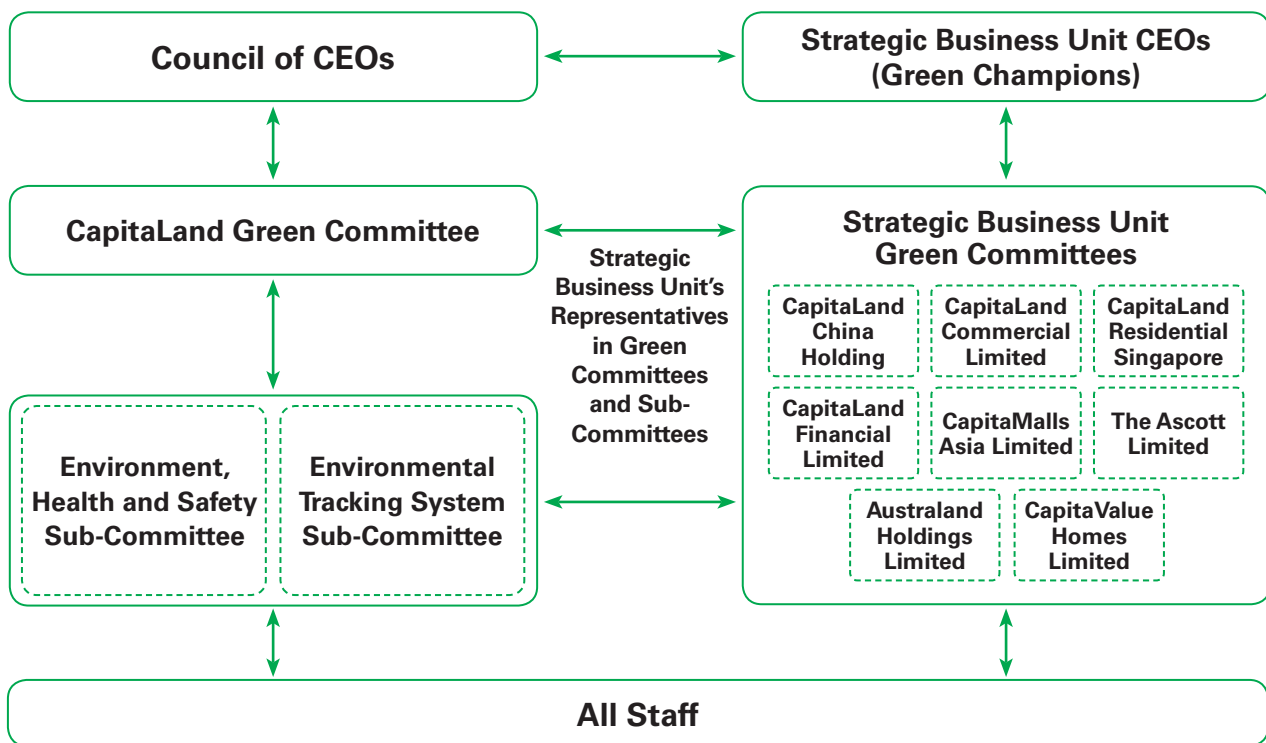 Council of CEOs
Strategic Business Unit CEOs
(Green Champions)
CapitaLand Green Committee
Strategic
Business Unit’s
Representatives
in Green
Committees
and Sub-
Committees
Strategic Business Unit
Green Committees
CapitaLand
China
Holding
CapitaLand
Commercial
Limited
CapitaLand
Residential
Singapore
CapitaLand
Financial
Limited
CapitaMalls
Asia Limited
The Ascott
Limited
Australand
Holdings
Limited
CapitaValue
Homes
Limited
Environment,
Health and Safety
Sub-Committee
Environmental
Tracking System
Sub-Committee
All Staff